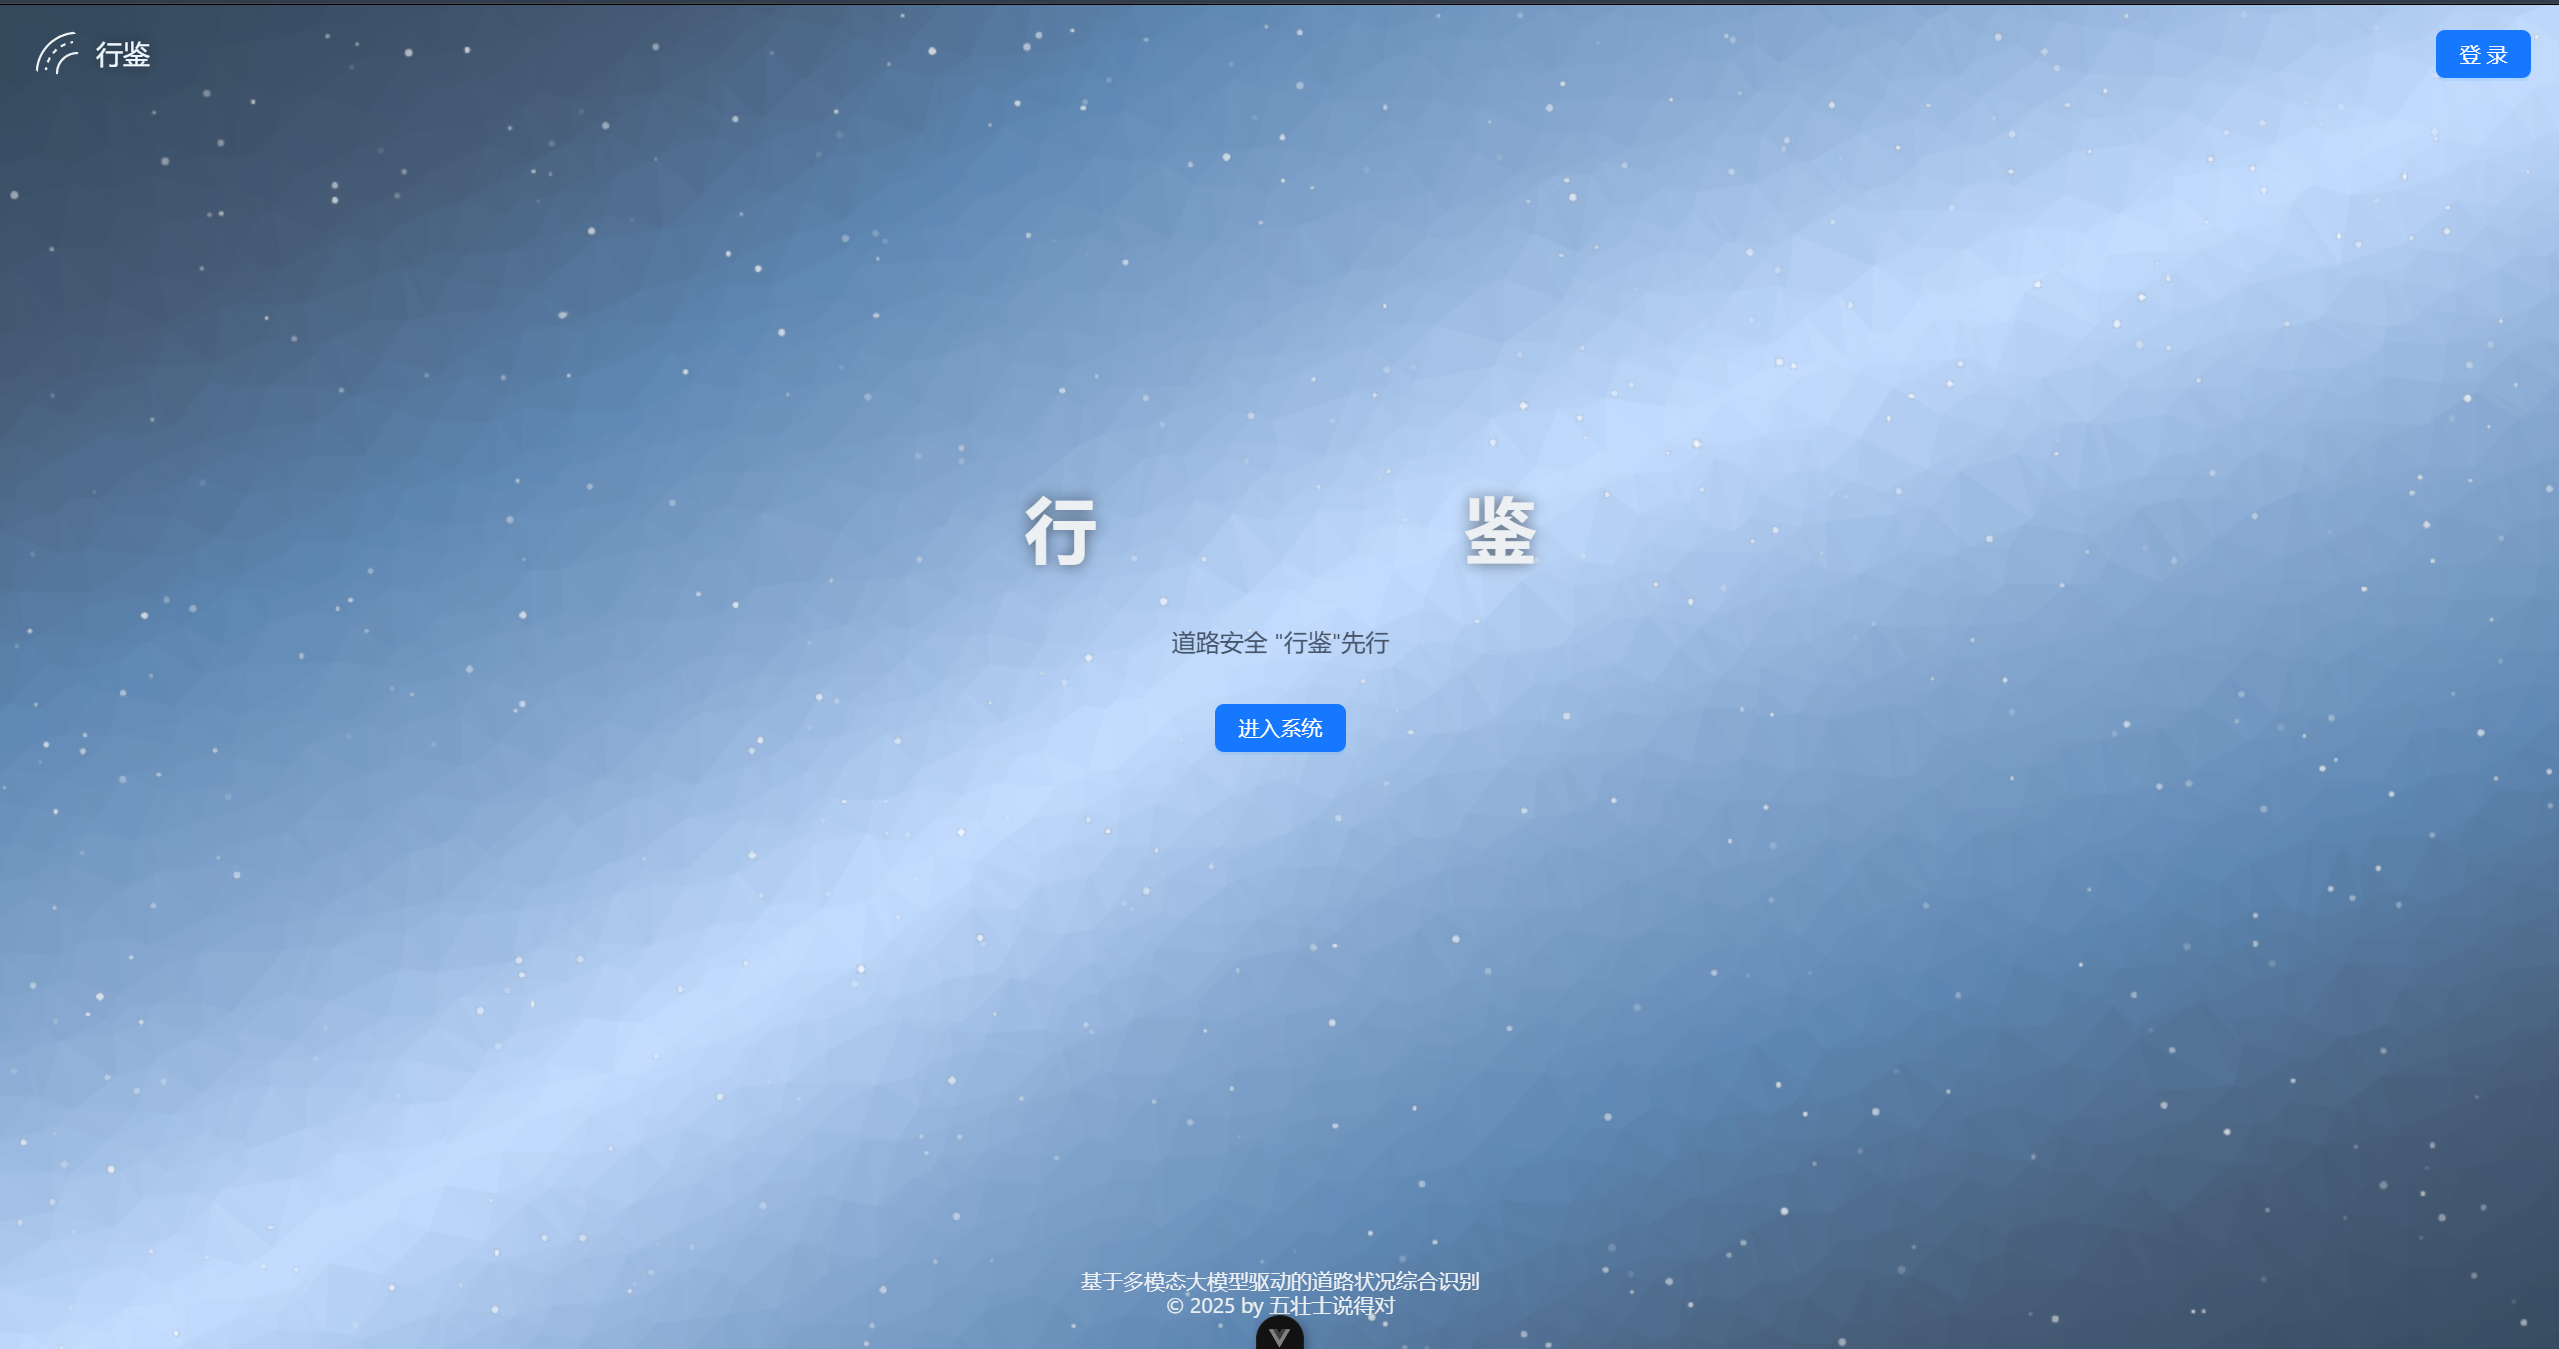 行鉴
登 录
行 鉴
道路安全 "行鉴"先行
进入系统
基于多模态大模型驱动的道路状况综合识别
© 2025 by 五壮士说得对